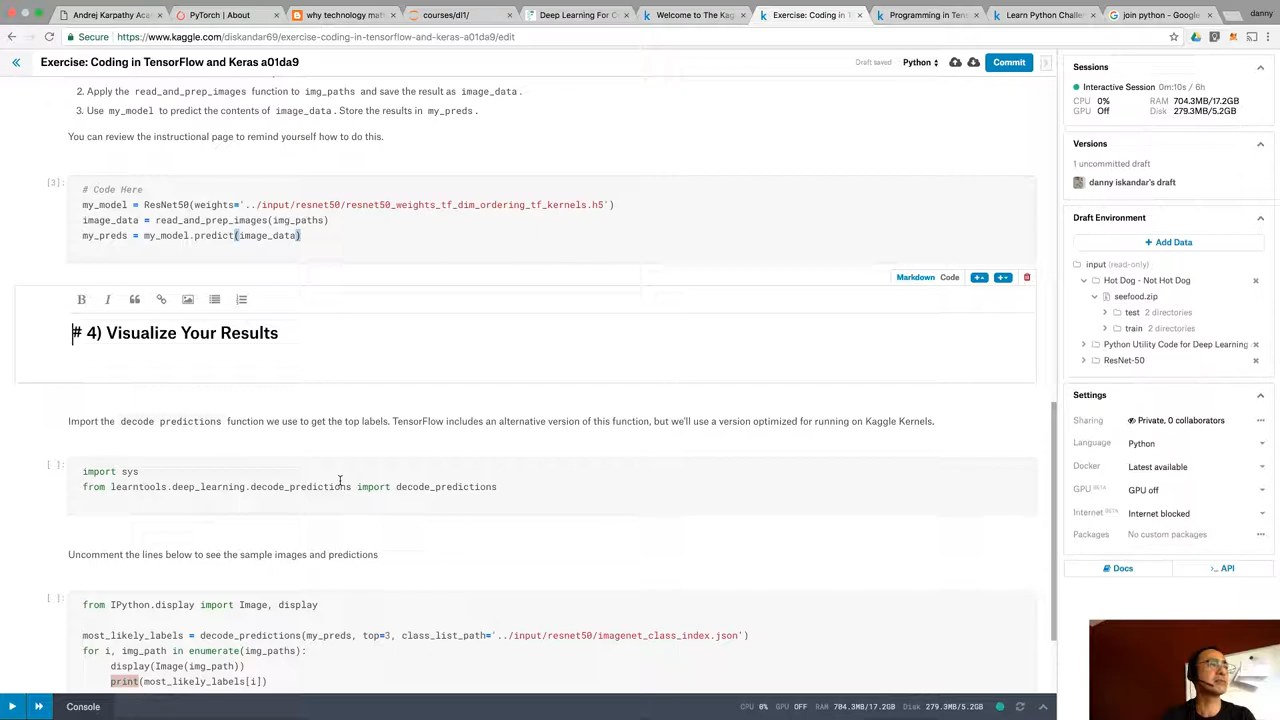 Andrej Karpathy Acade
PyTorch | About
why technology mat
courses/dl1/
Deep Learning For C
Welcome to The Kag
Exercise: Coding in T
Programming in Ten
Learn Python Challe
join python - Google
danny
Secure
https://www.kaggle.com/diskandar69/exercise-coding-in-tensorflow-and-keras-a01da9/edit
Exercise: Coding in TensorFlow and Keras a01da9
Draft saved
Python
Commit
2. Apply the read_and_prep_images function to img_paths and save the result as image_data.
3. Use my_model to predict the contents of image_data. Store the results in my_preds.
You can review the instructional page to remind yourself how to do this.
[3]:
# Code Here
my_model = ResNet50(weights='../input/resnet50/resnet50_weights_tf_dim_ordering_tf_kernels.h5')
image_data = read_and_prep_images(img_paths)
my_preds = my_model.predict(image_data)
Markdown Code
B I
# 4) Visualize Your Results
Import the decode predictions function we use to get the top labels. TensorFlow includes an alternative version of this function, but we'll use a version optimized for running on Kaggle Kernels.
[ ]:
import sys
from learntools.deep_learning.decode_predictions import decode_predictions
Uncomment the lines below to see the sample images and predictions
[ ]:
from IPython.display import Image, display
most_likely_labels = decode_predictions(my_preds, top=3, class_list_path='../input/resnet50/imagenet_class_index.json')
for i, img_path in enumerate(img_paths):
display(Image(img_path))
print(most_likely_labels[i])
Sessions
Interactive Session 0m:10s / 6h
CPU 0% RAM 704.3MB/17.2GB
GPU Off Disk 279.3MB/5.2GB
Versions
1 uncommitted draft
danny iskandar's draft
Draft Environment
+ Add Data
input (read-only)
Hot Dog - Not Hot Dog
seefood.zip
test 2 directories
train 2 directories
Python Utility Code for Deep Learning
ResNet-50
Settings
Sharing Private, 0 collaborators
Language Python
Docker Latest available
GPU BETA GPU off
Internet BETA Internet blocked
Packages No custom packages
Docs
API
Console
CPU 0% GPU OFF RAM 704.3MB/17.2GB Disk 279.3MB/5.2GB